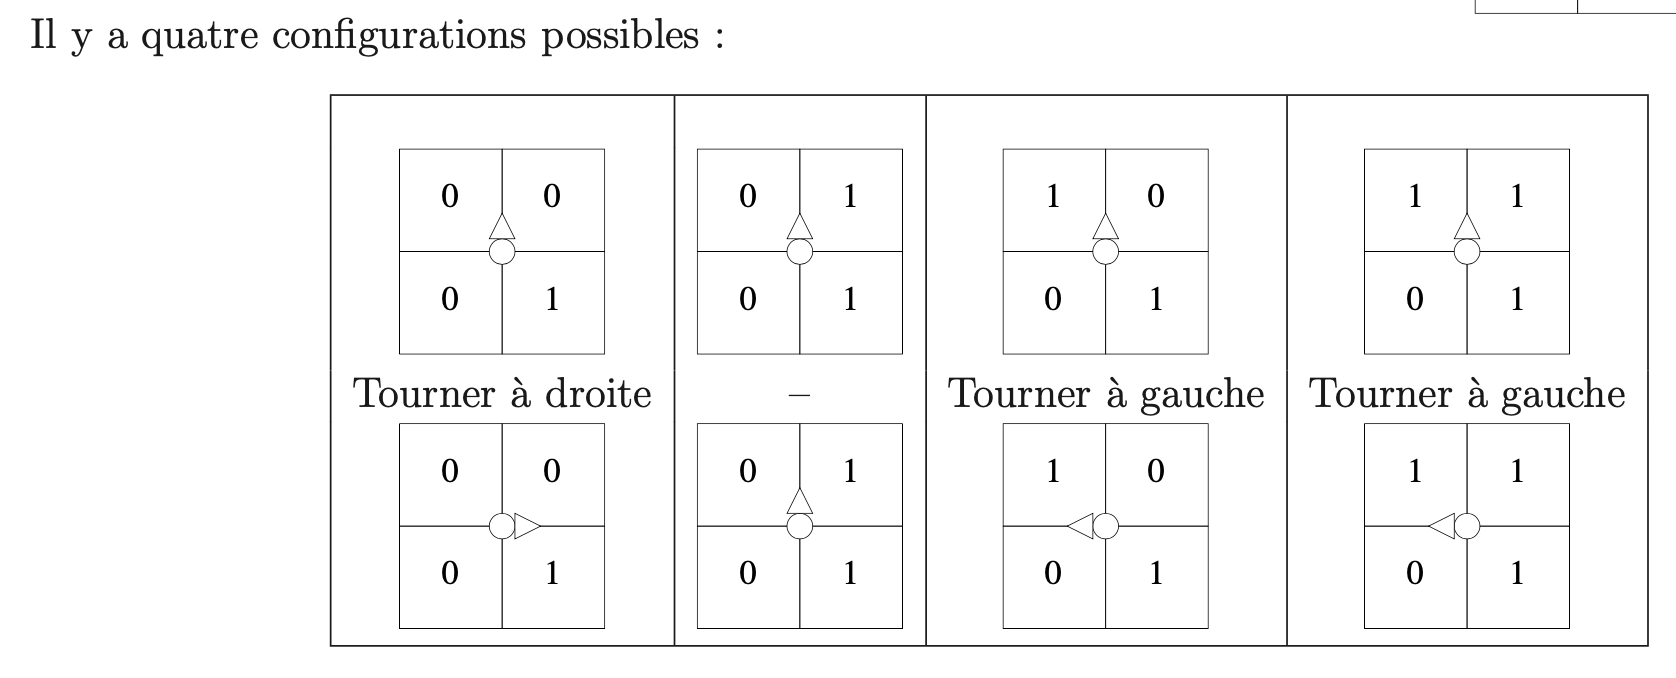 Il y a quatre configurations possibles :
0 0 0 1 1 0 1 1
0 1 0 1 0 1 0 1
Tourner à droite – Tourner à gauche Tourner à gauche
0 0 0 1 1 0 1 1
0 1 0 1 0 1 0 1